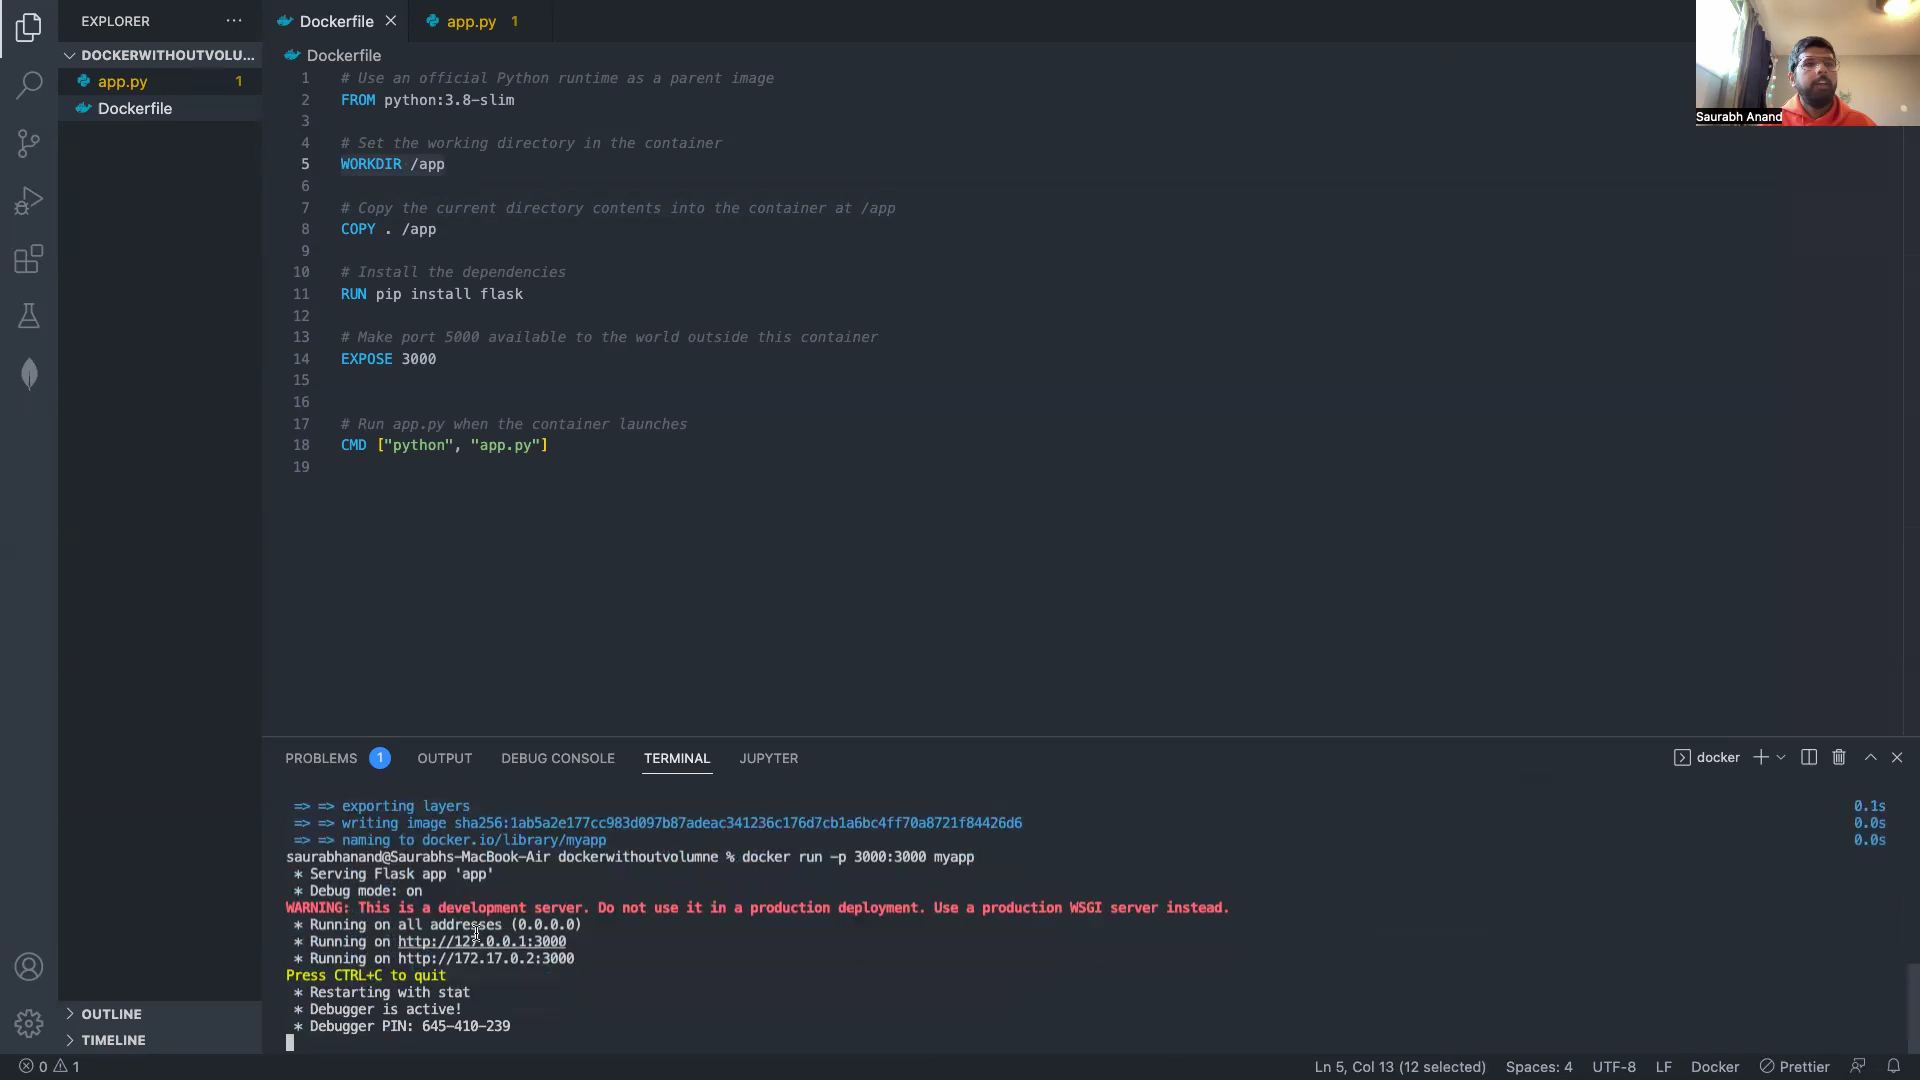 EXPLORER
DOCKERWITHOUTVOLU...
app.py 1
Dockerfile
OUTLINE
TIMELINE
Dockerfile
app.py 1
Dockerfile
1 # Use an official Python runtime as a parent image
2 FROM python:3.8-slim
3
4 # Set the working directory in the container
5 WORKDIR /app
6
7 # Copy the current directory contents into the container at /app
8 COPY . /app
9
10 # Install the dependencies
11 RUN pip install flask
12
13 # Make port 5000 available to the world outside this container
14 EXPOSE 3000
15
16
17 # Run app.py when the container launches
18 CMD ["python", "app.py"]
19
Saurabh Anand
PROBLEMS 1 OUTPUT DEBUG CONSOLE TERMINAL JUPYTER
docker
=> => exporting layers 0.1s
=> => writing image sha256:1ab5a2e177cc983d097b87adeac341236c176d7cb1a6bc4ff70a8721f84426d6 0.0s
=> => naming to docker.io/library/myapp 0.0s
saurabhanand@Saurabhs-MacBook-Air dockerwithoutvolumne % docker run -p 3000:3000 myapp
* Serving Flask app 'app'
* Debug mode: on
WARNING: This is a development server. Do not use it in a production deployment. Use a production WSGI server instead.
* Running on all addresses (0.0.0.0)
* Running on http://127.0.0.1:3000
* Running on http://172.17.0.2:3000
Press CTRL+C to quit
* Restarting with stat
* Debugger is active!
* Debugger PIN: 645-410-239
0 1
Ln 5, Col 13 (12 selected) Spaces: 4 UTF-8 LF Docker Prettier